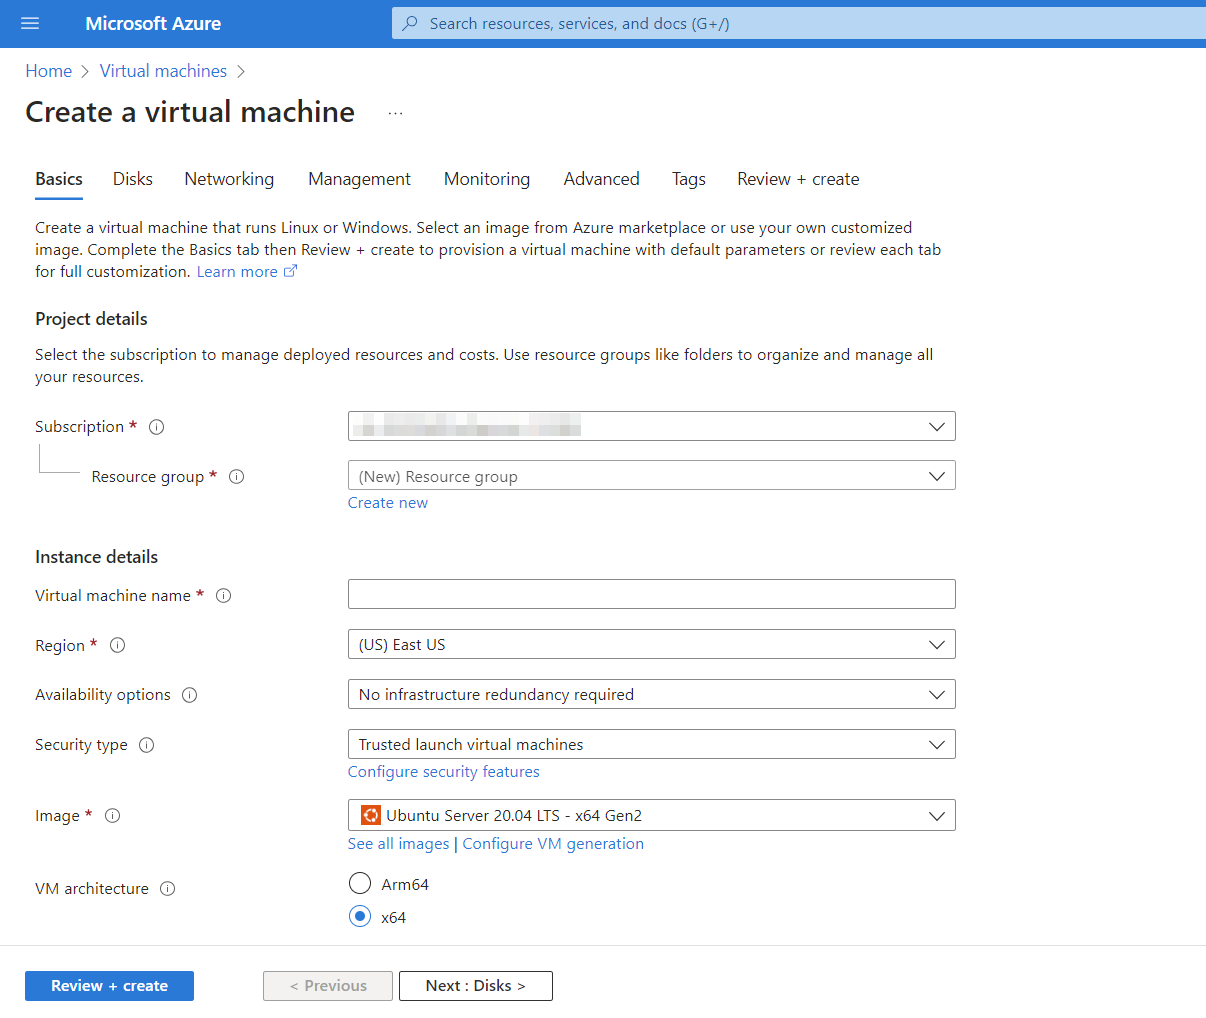 Microsoft Azure
Search resources, services, and docs (G+/)
Home > Virtual machines >
Create a virtual machine ...
Basics Disks Networking Management Monitoring Advanced Tags Review + create
Create a virtual machine that runs Linux or Windows. Select an image from Azure marketplace or use your own customized
image. Complete the Basics tab then Review + create to provision a virtual machine with default parameters or review each tab
for full customization. Learn more
Project details
Select the subscription to manage deployed resources and costs. Use resource groups like folders to organize and manage all
your resources.
Subscription *
Resource group * (New) Resource group
Create new
Instance details
Virtual machine name *
Region * (US) East US
Availability options No infrastructure redundancy required
Security type Trusted launch virtual machines
Configure security features
Image * Ubuntu Server 20.04 LTS - x64 Gen2
See all images | Configure VM generation
VM architecture Arm64
x64
Review + create < Previous Next : Disks >